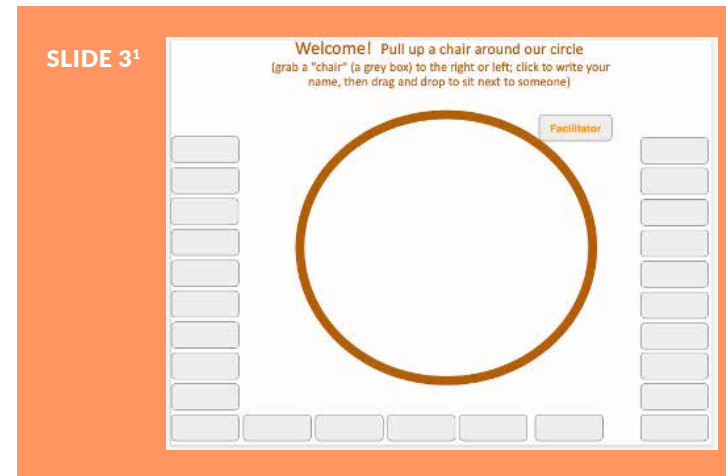 SLIDE 3¹
Welcome! Pull up a chair around our circle
(grab a "chair" (a grey box) to the right or left; click to write your
name, then drag and drop to sit next to someone)
Facilitator